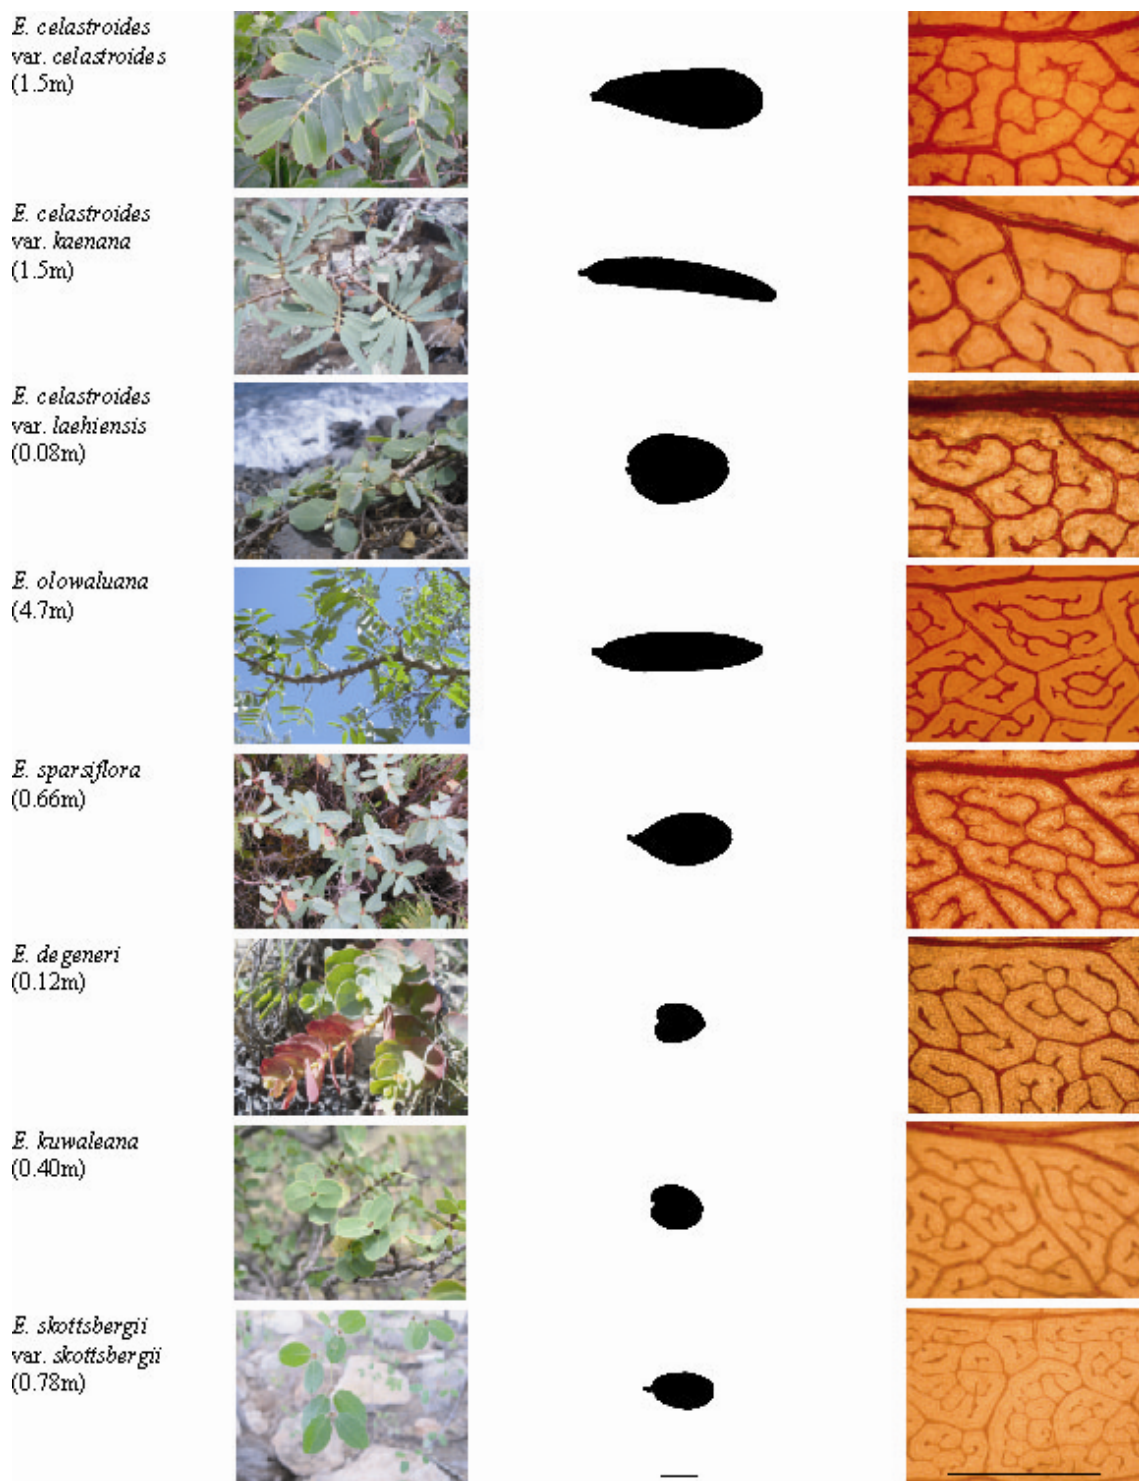 E. celastroides
var. celastroides
(1.5m)
E. celastroides
var. kaenana
(1.5m)
E. celastroides
var. laehiensis
(0.08m)
E. olowaluana
(4.7m)
E. sparsiflora
(0.66m)
E. degeneri
(0.12m)
E. kuwaleana
(0.40m)
E. skottsbergii
var. skottsbergii
(0.78m)